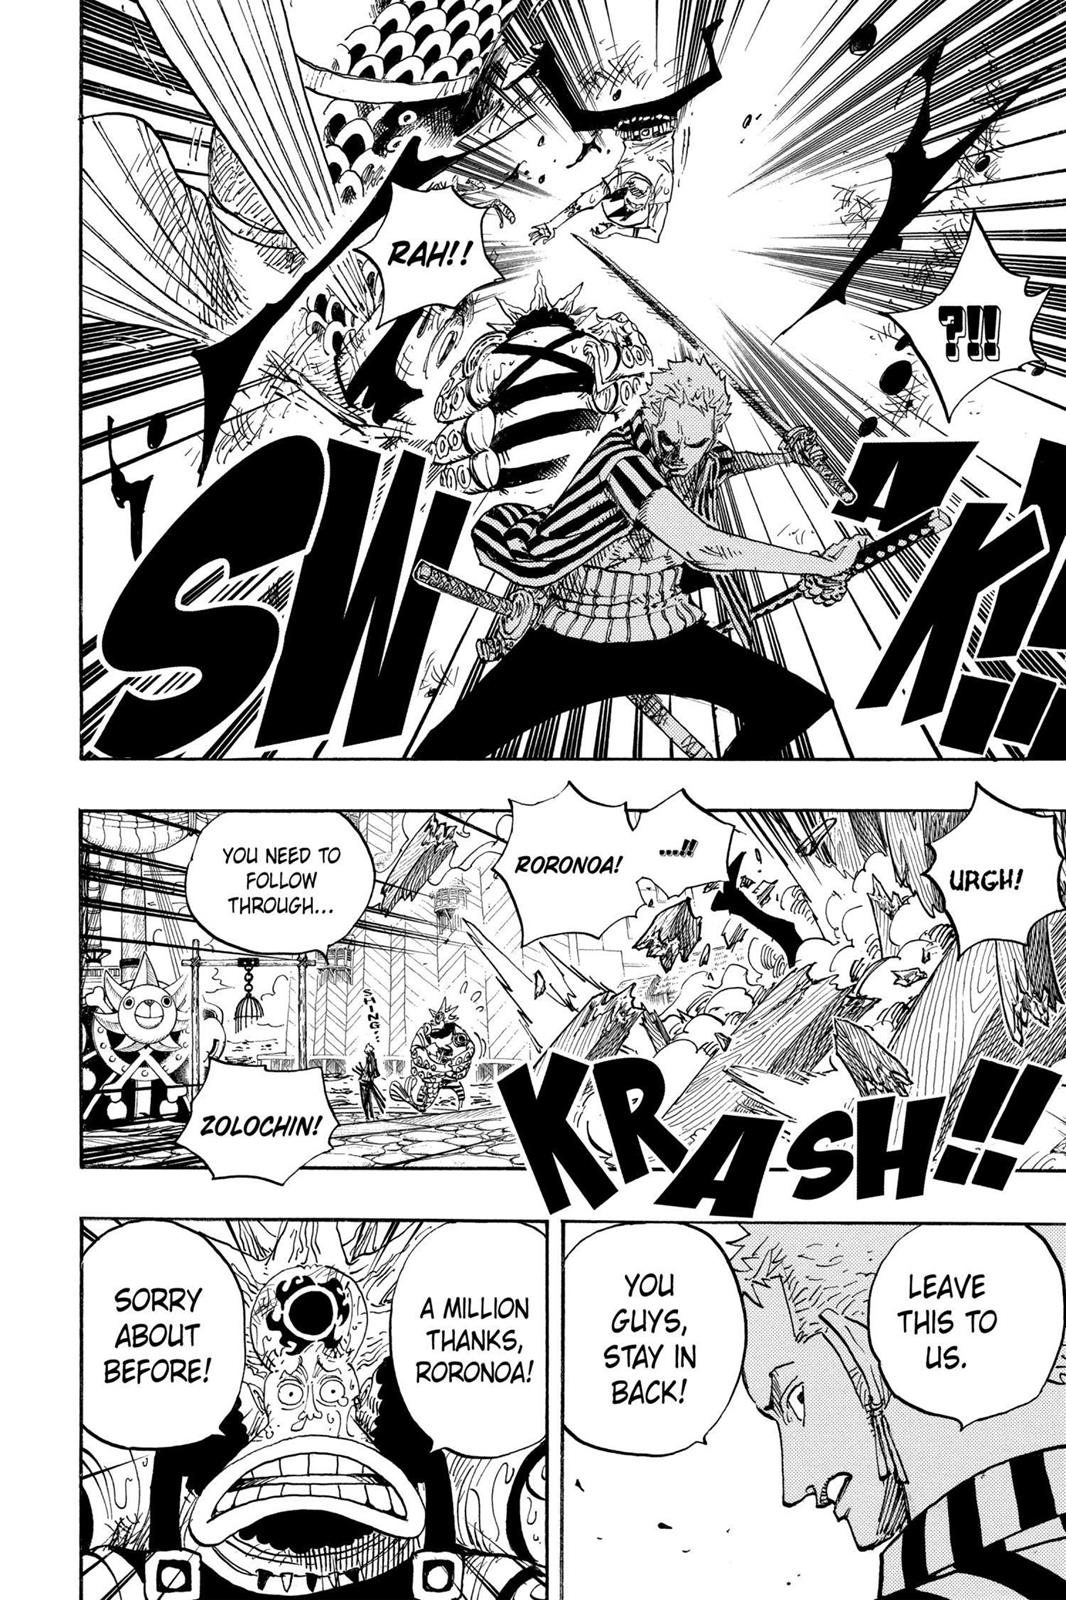 ?!!
RAH!!
SWAK!!
URGH!
...!!
RORONOA!
KRASH!!
YOU NEED TO
FOLLOW
THROUGH...
SHING!
ZOLOCHIN!
LEAVE
THIS TO
US.
YOU
GUYS,
STAY IN
BACK!
A MILLION
THANKS,
RORONOA!
SORRY
ABOUT
BEFORE!